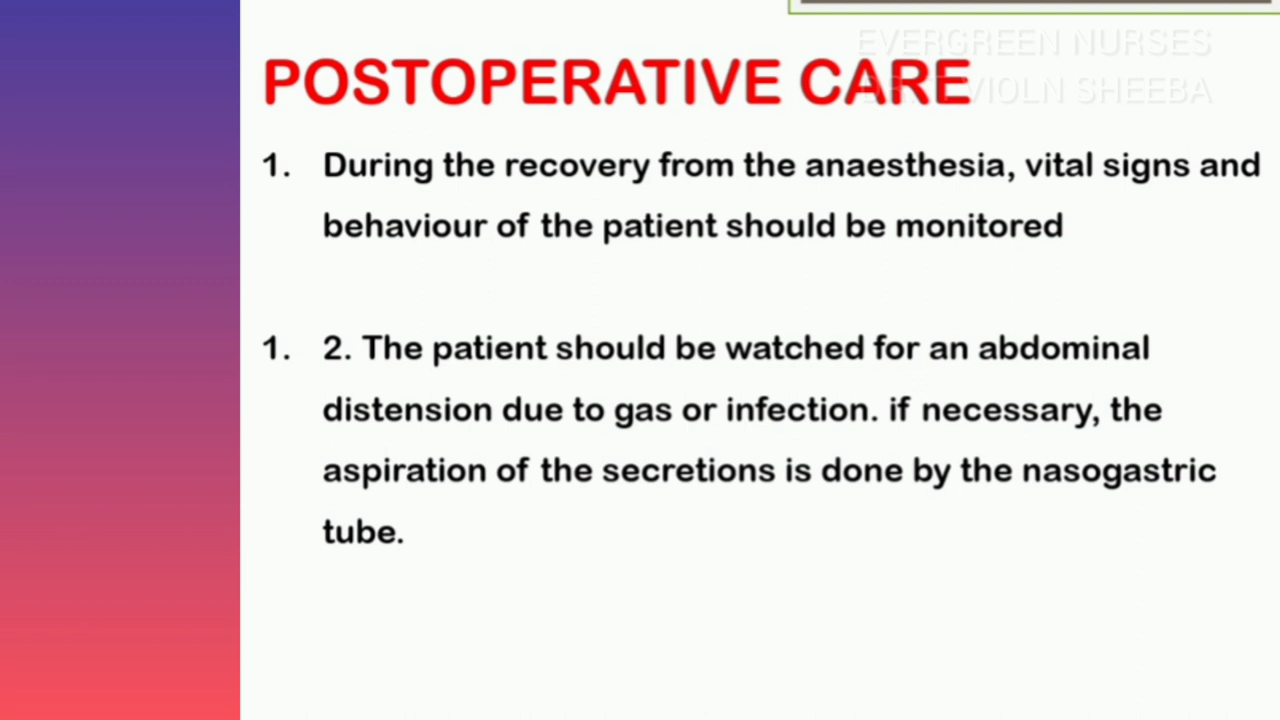 EVERGREEN NURSES
POSTOPERATIVE CARE
VIOLN SHEEBA
1. During the recovery from the anaesthesia, vital signs and
behaviour of the patient should be monitored
1. 2. The patient should be watched for an abdominal
distension due to gas or infection. if necessary, the
aspiration of the secretions is done by the nasogastric
tube.